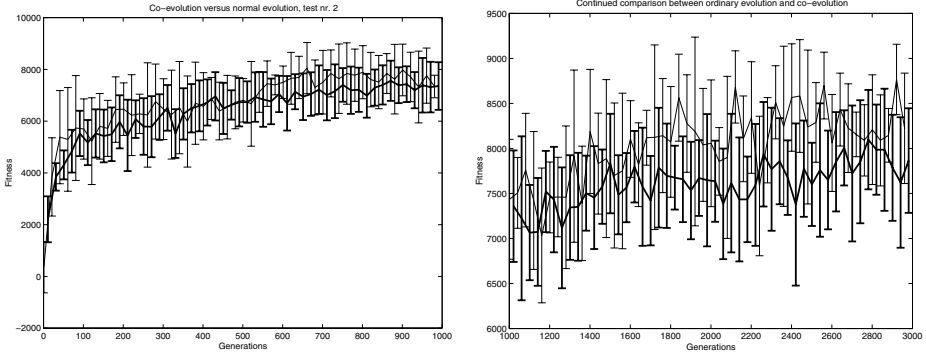 Co−evolution versus normal evolution, test nr. 2
10000
8000
6000
4000
2000
0
−2000
Fitness
0 100 200 300 400 500 600 700 800 900 1000
Generations
Continued comparison between ordinary evolution and co−evolution
9500
9000
8500
8000
7500
7000
6500
6000
Fitness
1000 1200 1400 1600 1800 2000 2200 2400 2600 2800 3000
Generations